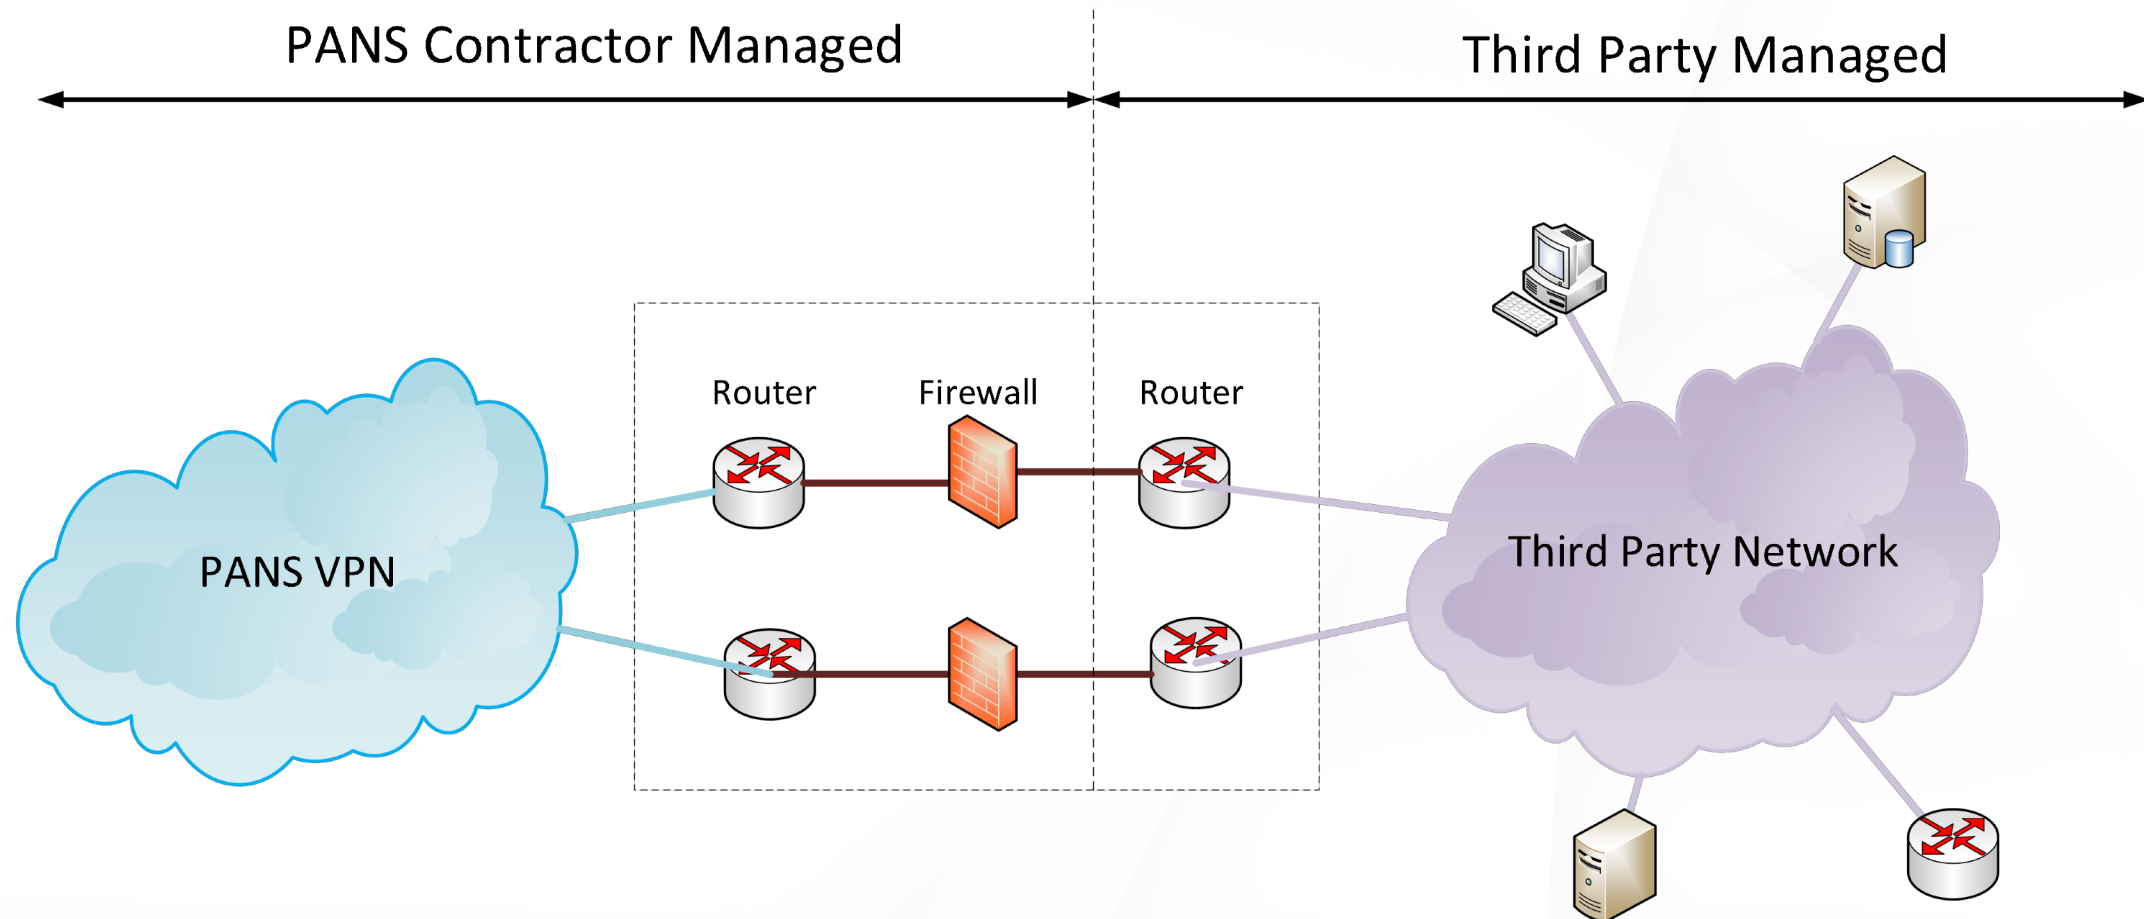 PANS Contractor Managed
Third Party Managed
Router
Firewall
Router
PANS VPN
Third Party Network